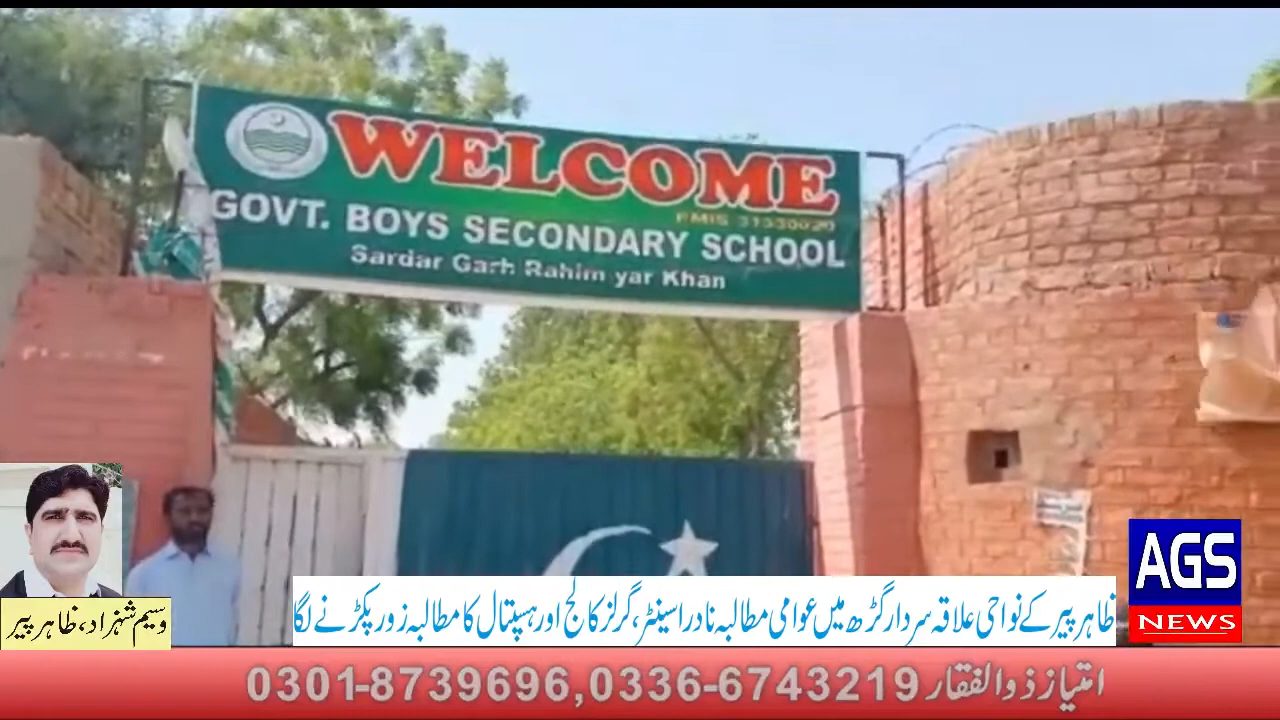 WELCOME
EMIS 31330020
GOVT. BOYS SECONDARY SCHOOL
Sardar Garh Rahim yar Khan
وسیم شہزاد، ظاہر پیر
ظاہر پیر کے نواحی علاقہ سردار گڑھ میں عوامی مطالبہ نادرا سینٹر، گرلز کالج اور ہسپتال کا مطالبہ زور پکڑنے لگا
AGS
NEWS
امتیاز ذوالفقار 0336-6743219,0301-8739696